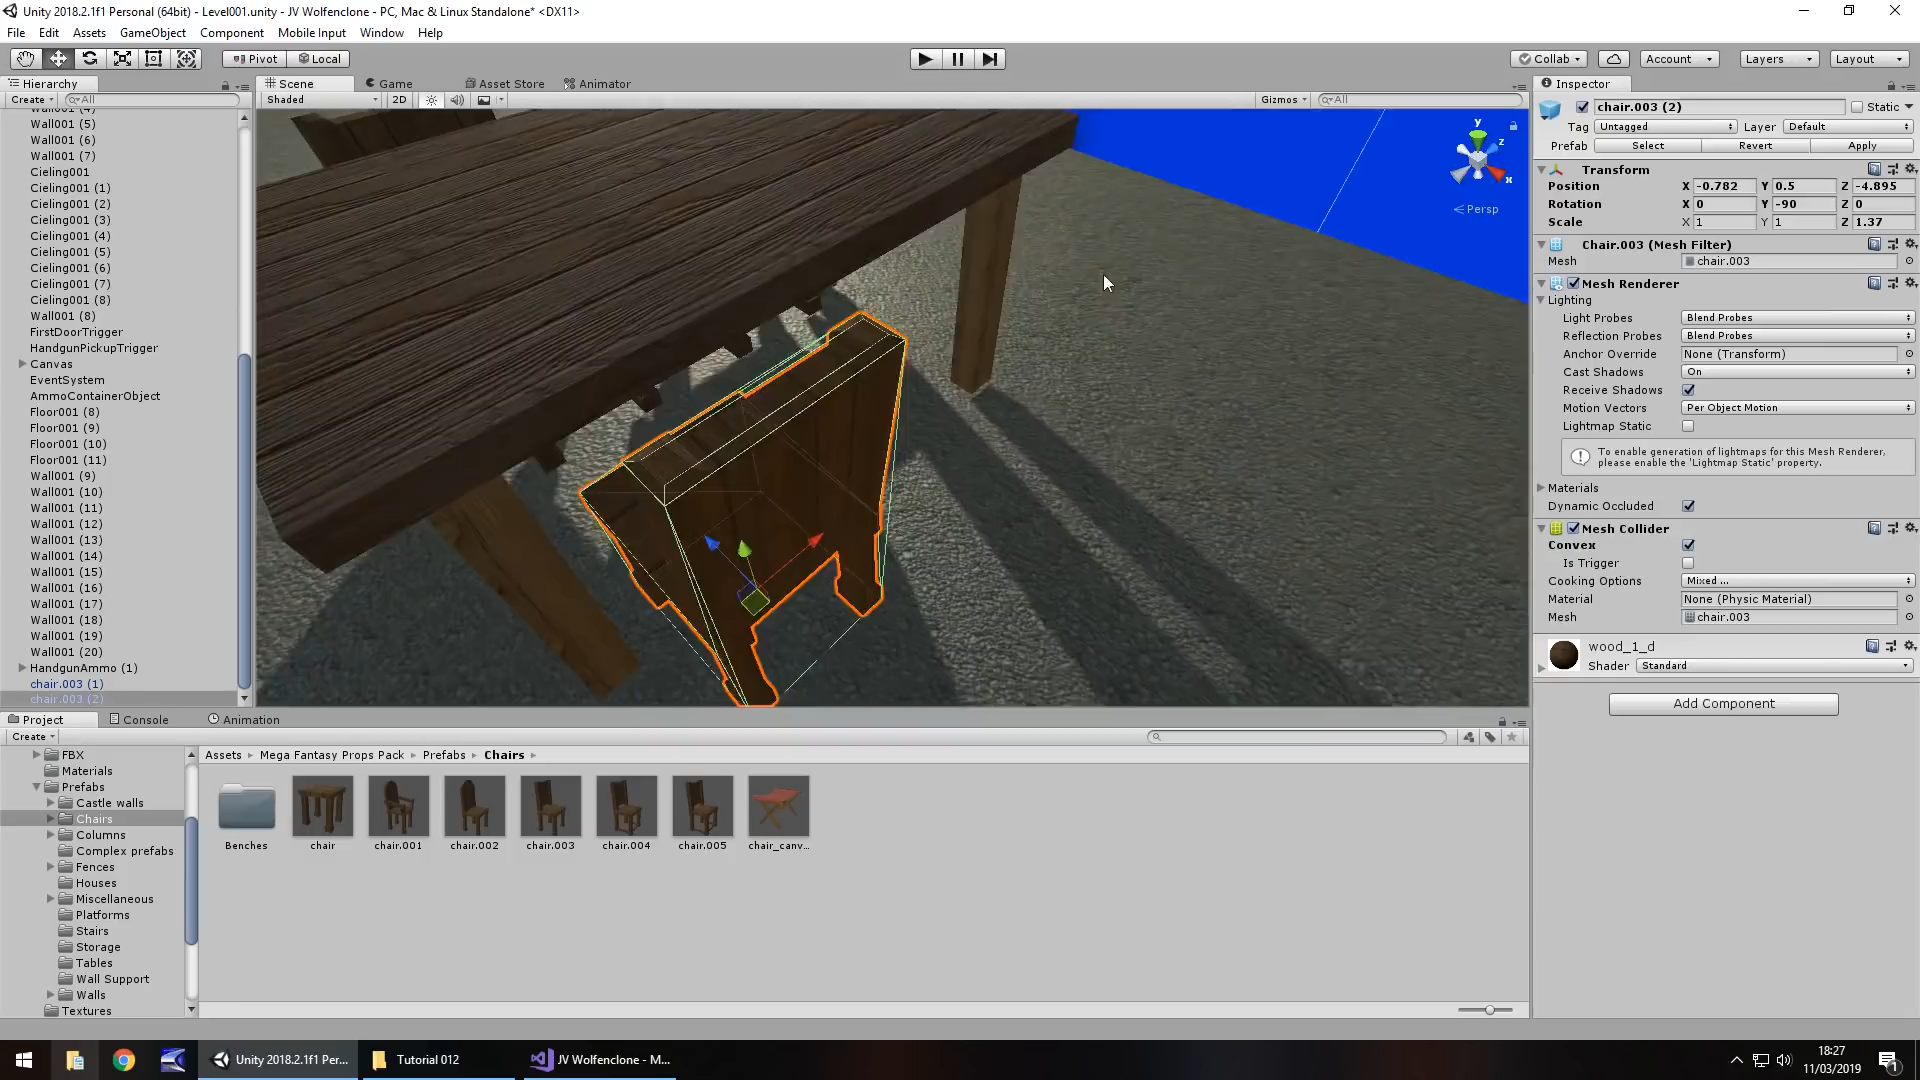 Unity 2018.2.1f1 Personal (64bit) - Level001.unity - JV Wolfenclone - PC, Mac & Linux Standalone* <DX11>
File Edit Assets GameObject Component Mobile Input Window Help
Pivot Local Collab Account Layers Layout
Hierarchy
Create All
Wall001 (4)
Wall001 (5)
Wall001 (6)
Wall001 (7)
Cieling001
Cieling001 (1)
Cieling001 (2)
Cieling001 (3)
Cieling001 (4)
Cieling001 (5)
Cieling001 (6)
Cieling001 (7)
Cieling001 (8)
Wall001 (8)
FirstDoorTrigger
HandgunPickupTrigger
Canvas
EventSystem
AmmoContainerObject
Floor001 (8)
Floor001 (9)
Floor001 (10)
Floor001 (11)
Wall001 (9)
Wall001 (10)
Wall001 (11)
Wall001 (12)
Wall001 (13)
Wall001 (14)
Wall001 (15)
Wall001 (16)
Wall001 (17)
Wall001 (18)
Wall001 (19)
Wall001 (20)
HandgunAmmo (1)
chair.003 (1)
chair.003 (2)
Scene Game Asset Store Animator
Shaded 2D Gizmos All
y
z
x
Persp
Inspector
chair.003 (2) Static
Tag Untagged Layer Default
Prefab Select Revert Apply
Transform
Position X -0.782 Y 0.5 Z -4.895
Rotation X 0 Y -90 Z 0
Scale X 1 Y 1 Z 1.37
Chair.003 (Mesh Filter)
Mesh chair.003
Mesh Renderer
Lighting
Light Probes Blend Probes
Reflection Probes Blend Probes
Anchor Override None (Transform)
Cast Shadows On
Receive Shadows
Motion Vectors Per Object Motion
Lightmap Static
To enable generation of lightmaps for this Mesh Renderer,
please enable the 'Lightmap Static' property.
Materials
Dynamic Occluded
Mesh Collider
Convex
Is Trigger
Cooking Options Mixed ...
Material None (Physic Material)
Mesh chair.003
wood_1_d
Shader Standard
Add Component
Project Console Animation
Create
FBX
Materials
Prefabs
Castle walls
Chairs
Columns
Complex prefabs
Fences
Houses
Miscellaneous
Platforms
Stairs
Storage
Tables
Wall Support
Walls
Textures
Assets Mega Fantasy Props Pack Prefabs Chairs
Benches chair chair.001 chair.002 chair.003 chair.004 chair.005 chair_canv...
Unity 2018.2.1f1 Per... Tutorial 012 JV Wolfenclone - M...
18:27
11/03/2019
1